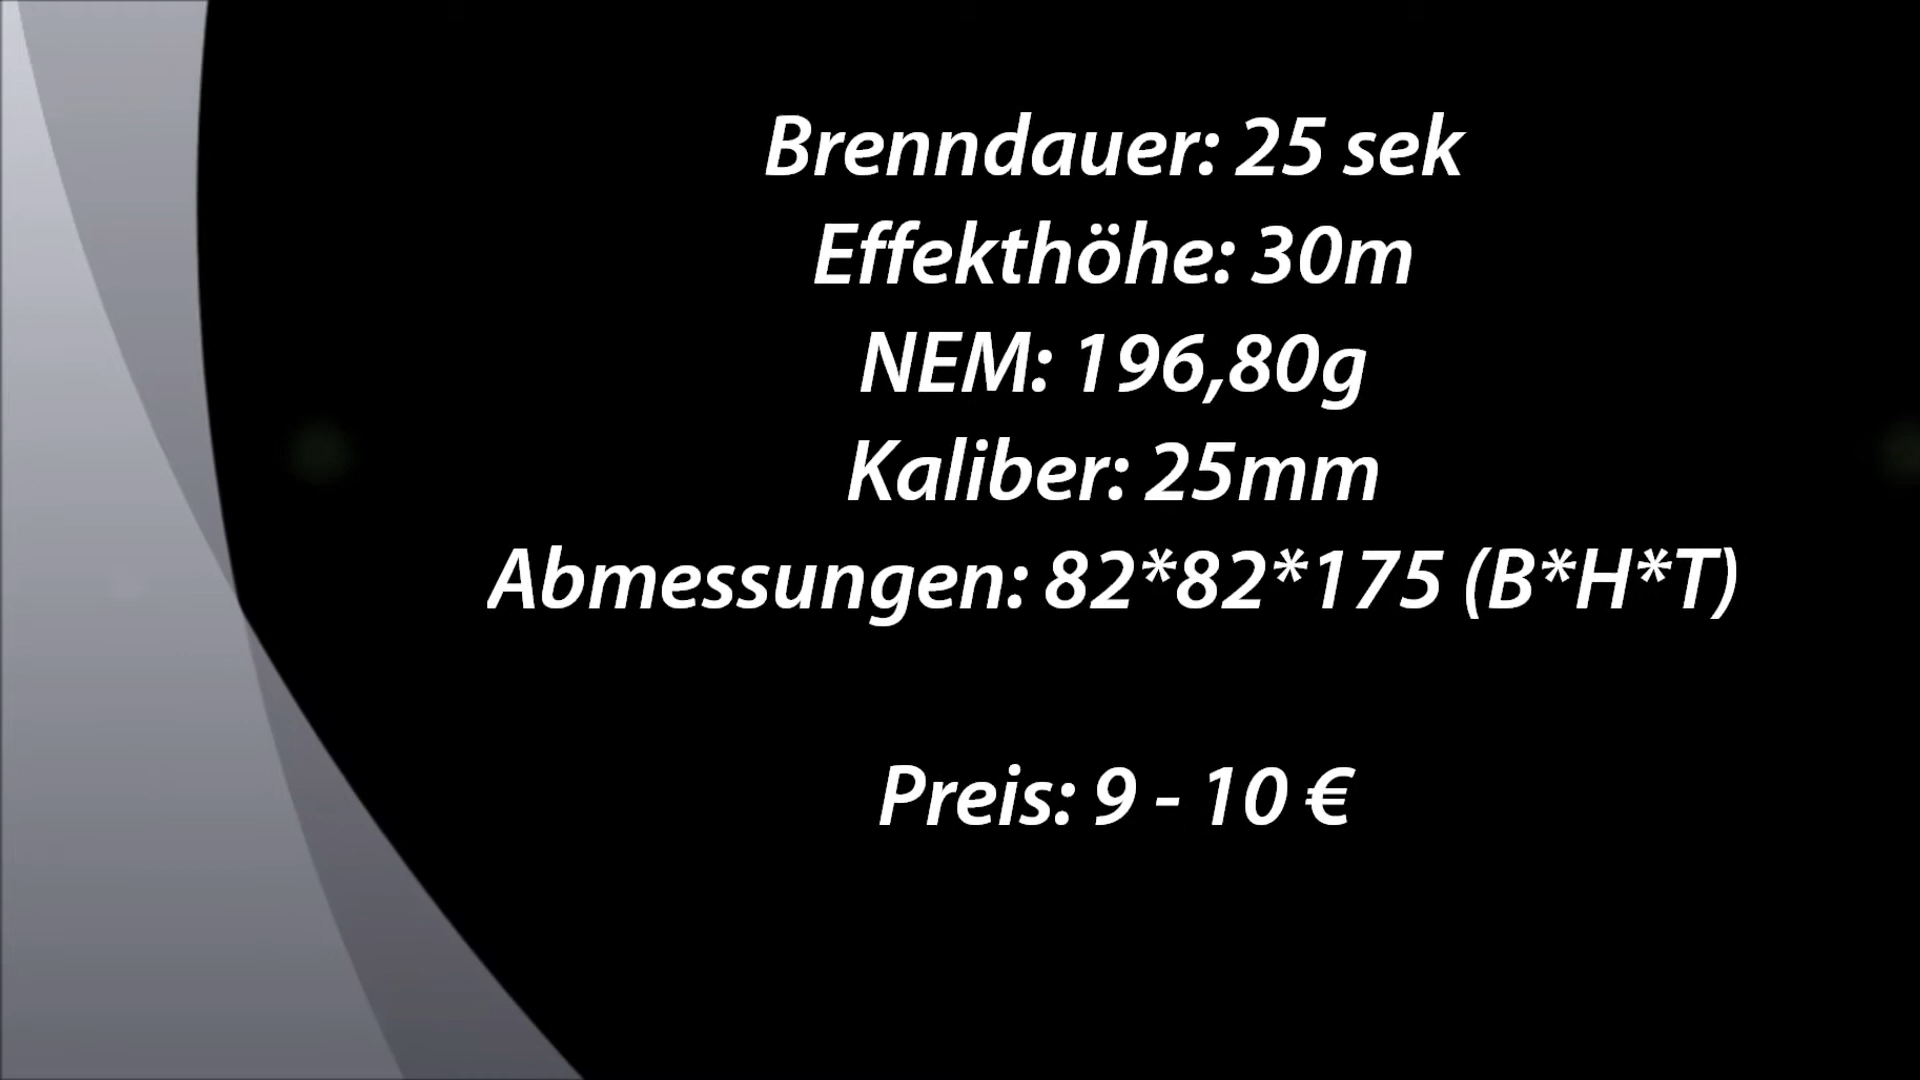 Brenndauer: 25 sek
Effekthöhe: 30m
NEM: 196,80g
Kaliber: 25mm
Abmessungen: 82*82*175 (B*H*T)
Preis: 9 - 10 €